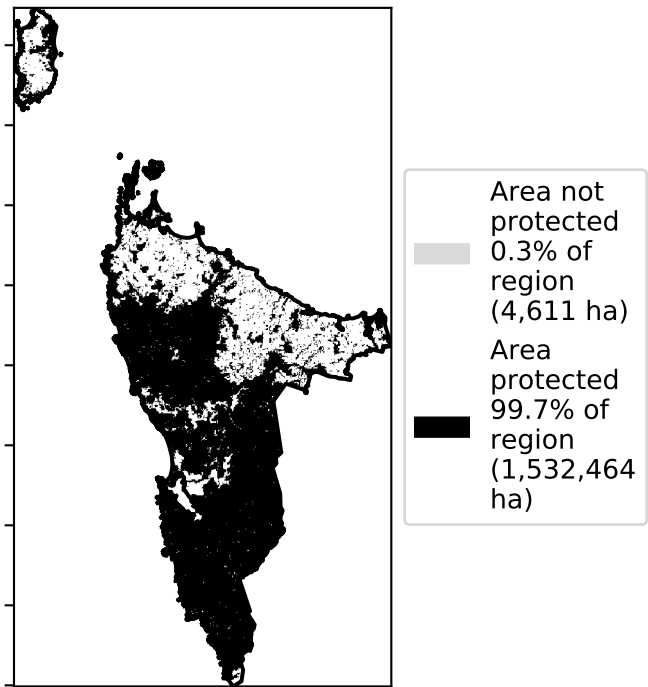 Area not
protected
0.3% of
region
(4,611 ha)
Area
protected
99.7% of
region
(1,532,464
ha)